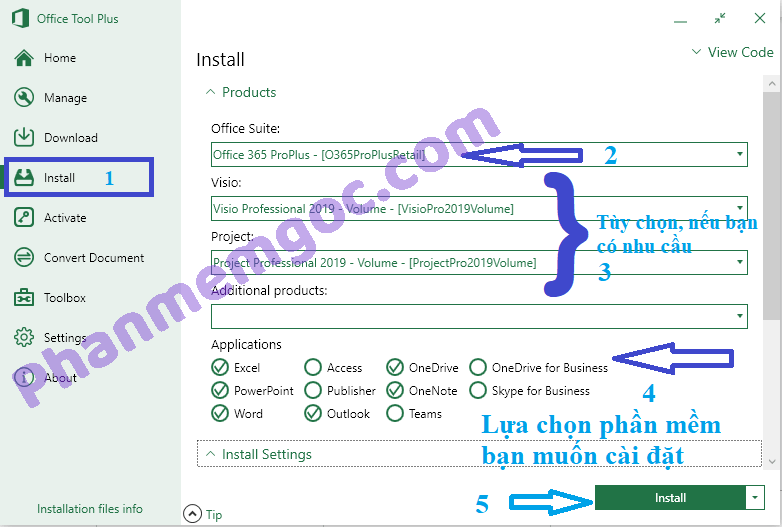 Office Tool Plus
Home
Manage
Download
Install 1
Activate
Convert Document
Toolbox
Settings
About
Installation files info
Install
View Code
Products
Office Suite:
Office 365 ProPlus - [O365ProPlusRetail]
2
Visio:
Visio Professional 2019 - Volume - [VisioPro2019Volume]
Tùy chọn, nếu bạn
có nhu cầu
3
Project:
Project Professional 2019 - Volume - [ProjectPro2019Volume]
Additional products:
Applications
Excel Access OneDrive OneDrive for Business
PowerPoint Publisher OneNote Skype for Business
Word Outlook Teams
4
Lựa chọn phần mềm
bạn muốn cài đặt
Install Settings
5
Install
Tip
Phanmemgoc.com